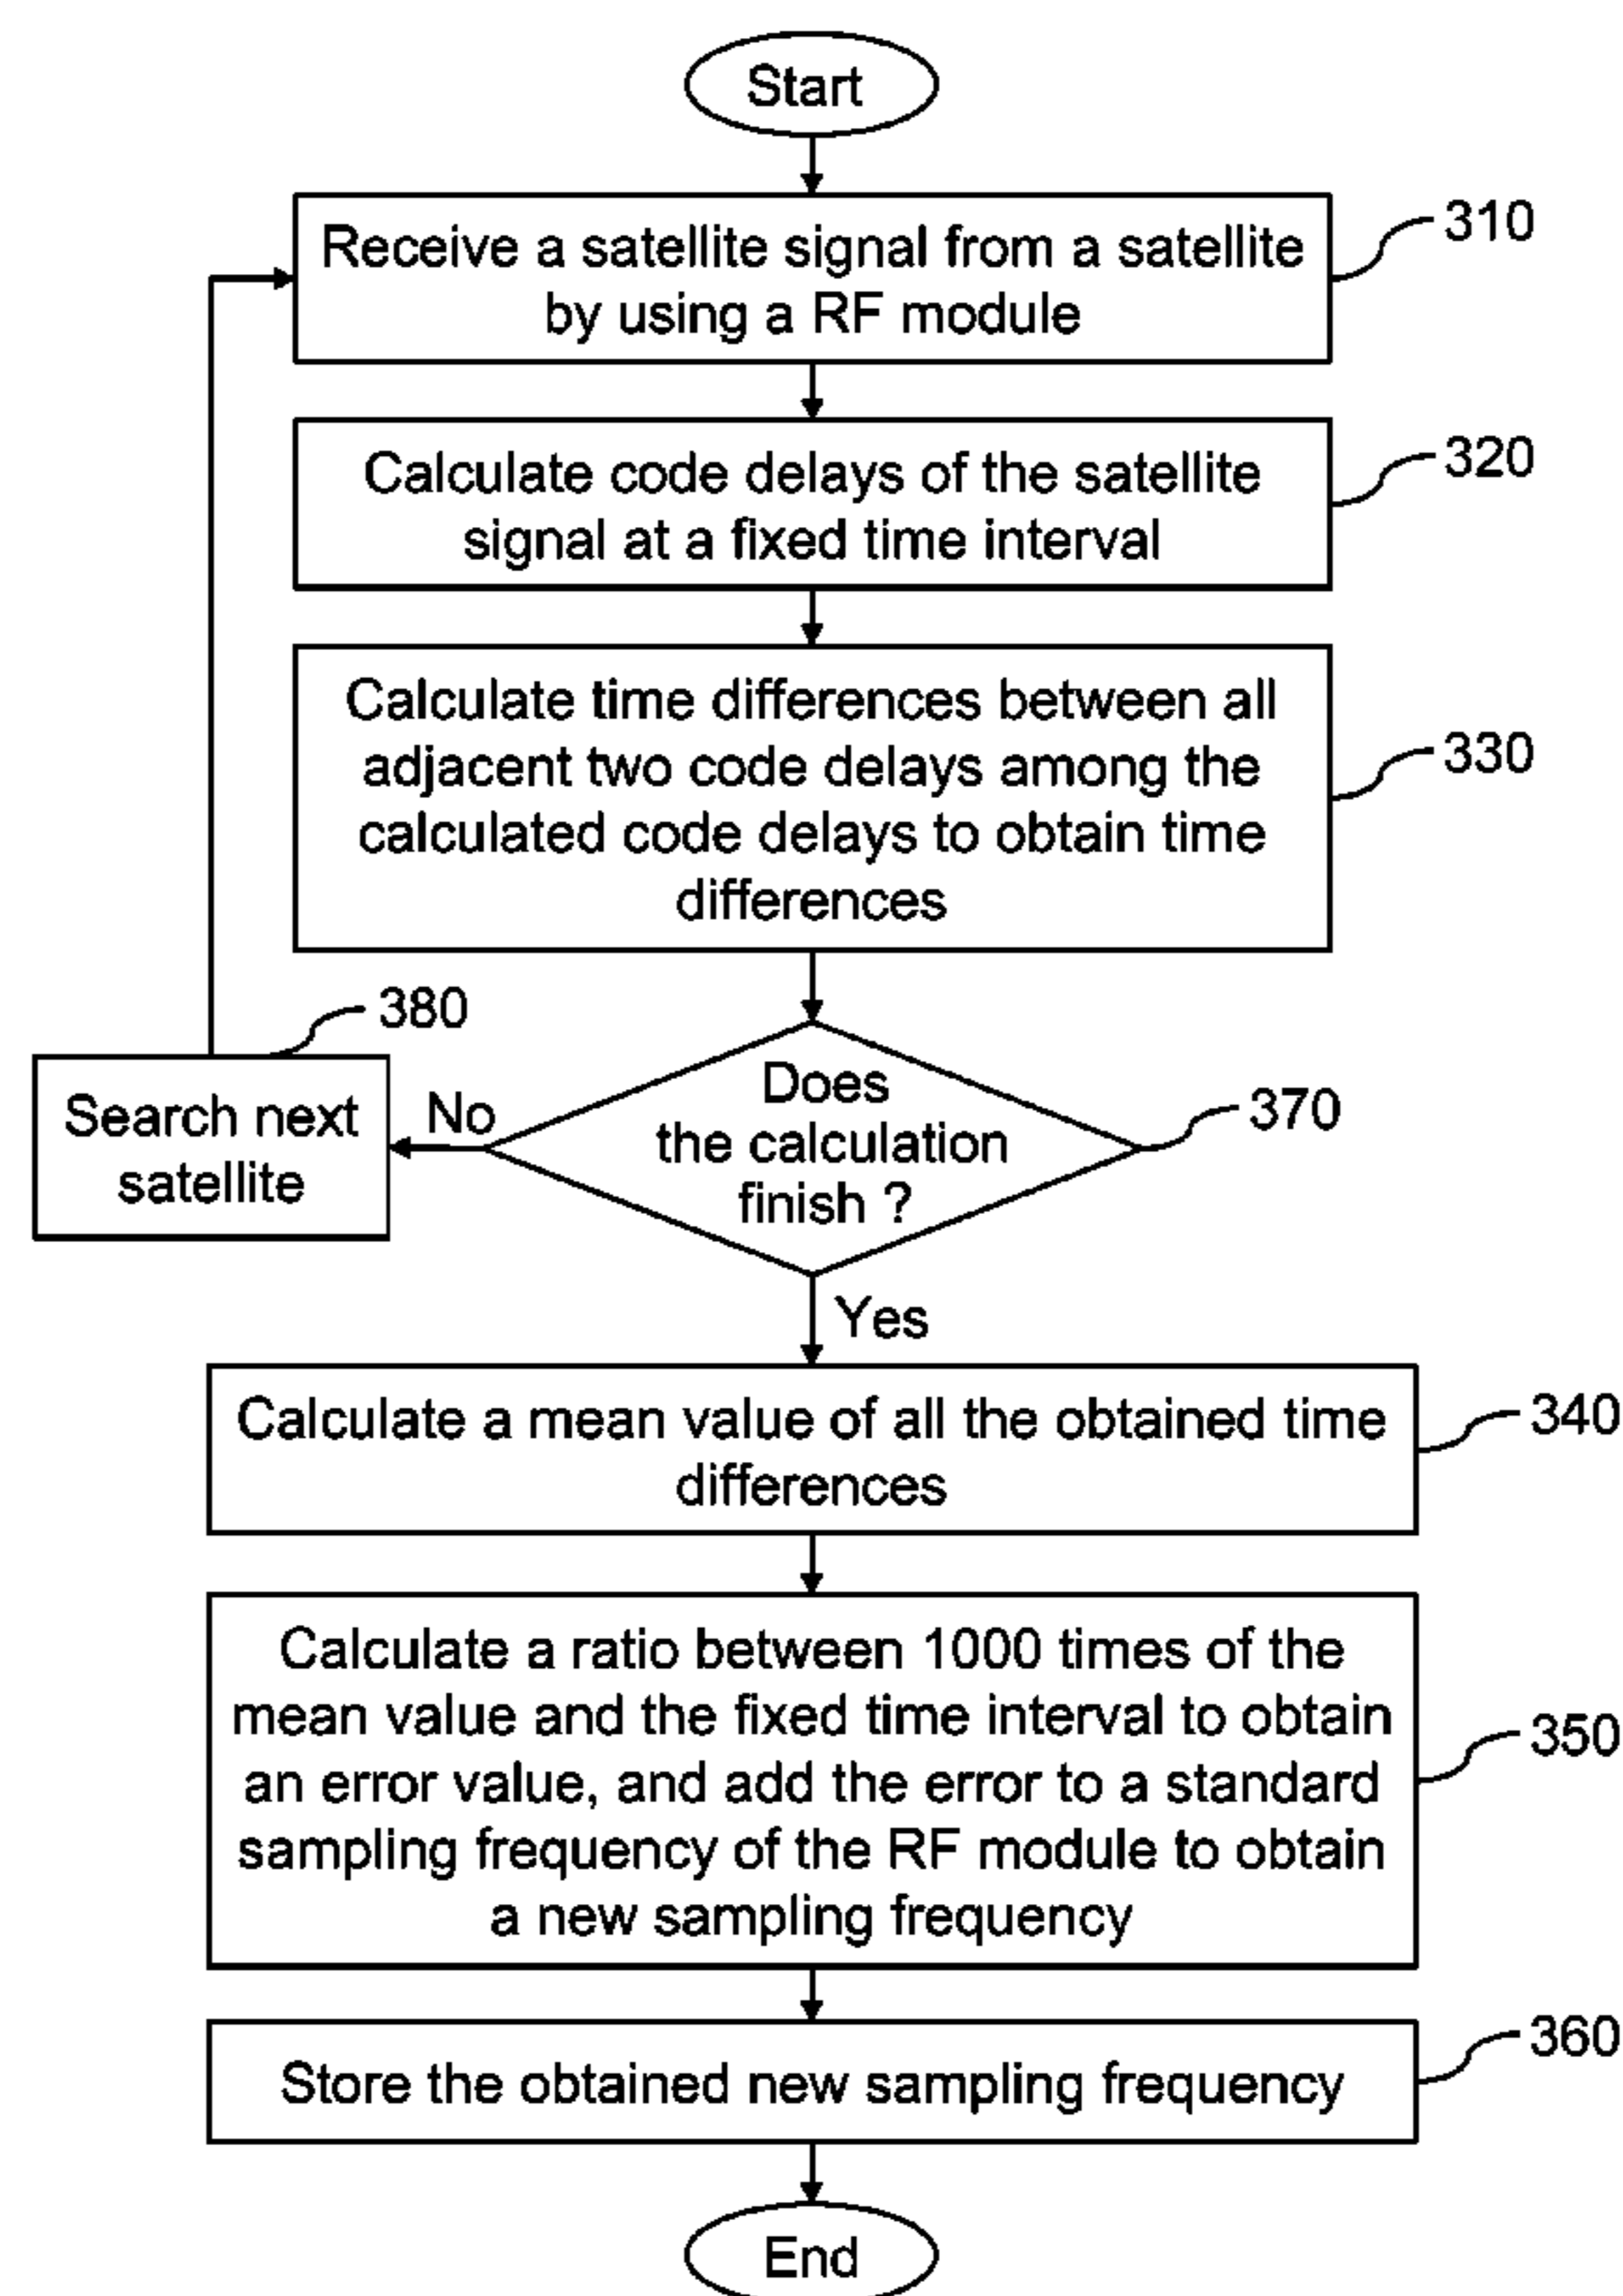 Start
Receive a satellite signal from a satellite
by using a RF module
310
Calculate code delays of the satellite
signal at a fixed time interval
320
Calculate time differences between all
adjacent two code delays among the
calculated code delays to obtain time
differences
330
380
Search next
satellite
No
Does
the calculation
finish ?
370
Yes
Calculate a mean value of all the obtained time
differences
340
Calculate a ratio between 1000 times of the
mean value and the fixed time interval to obtain
an error value, and add the error to a standard
sampling frequency of the RF module to obtain
a new sampling frequency
350
Store the obtained new sampling frequency
360
End